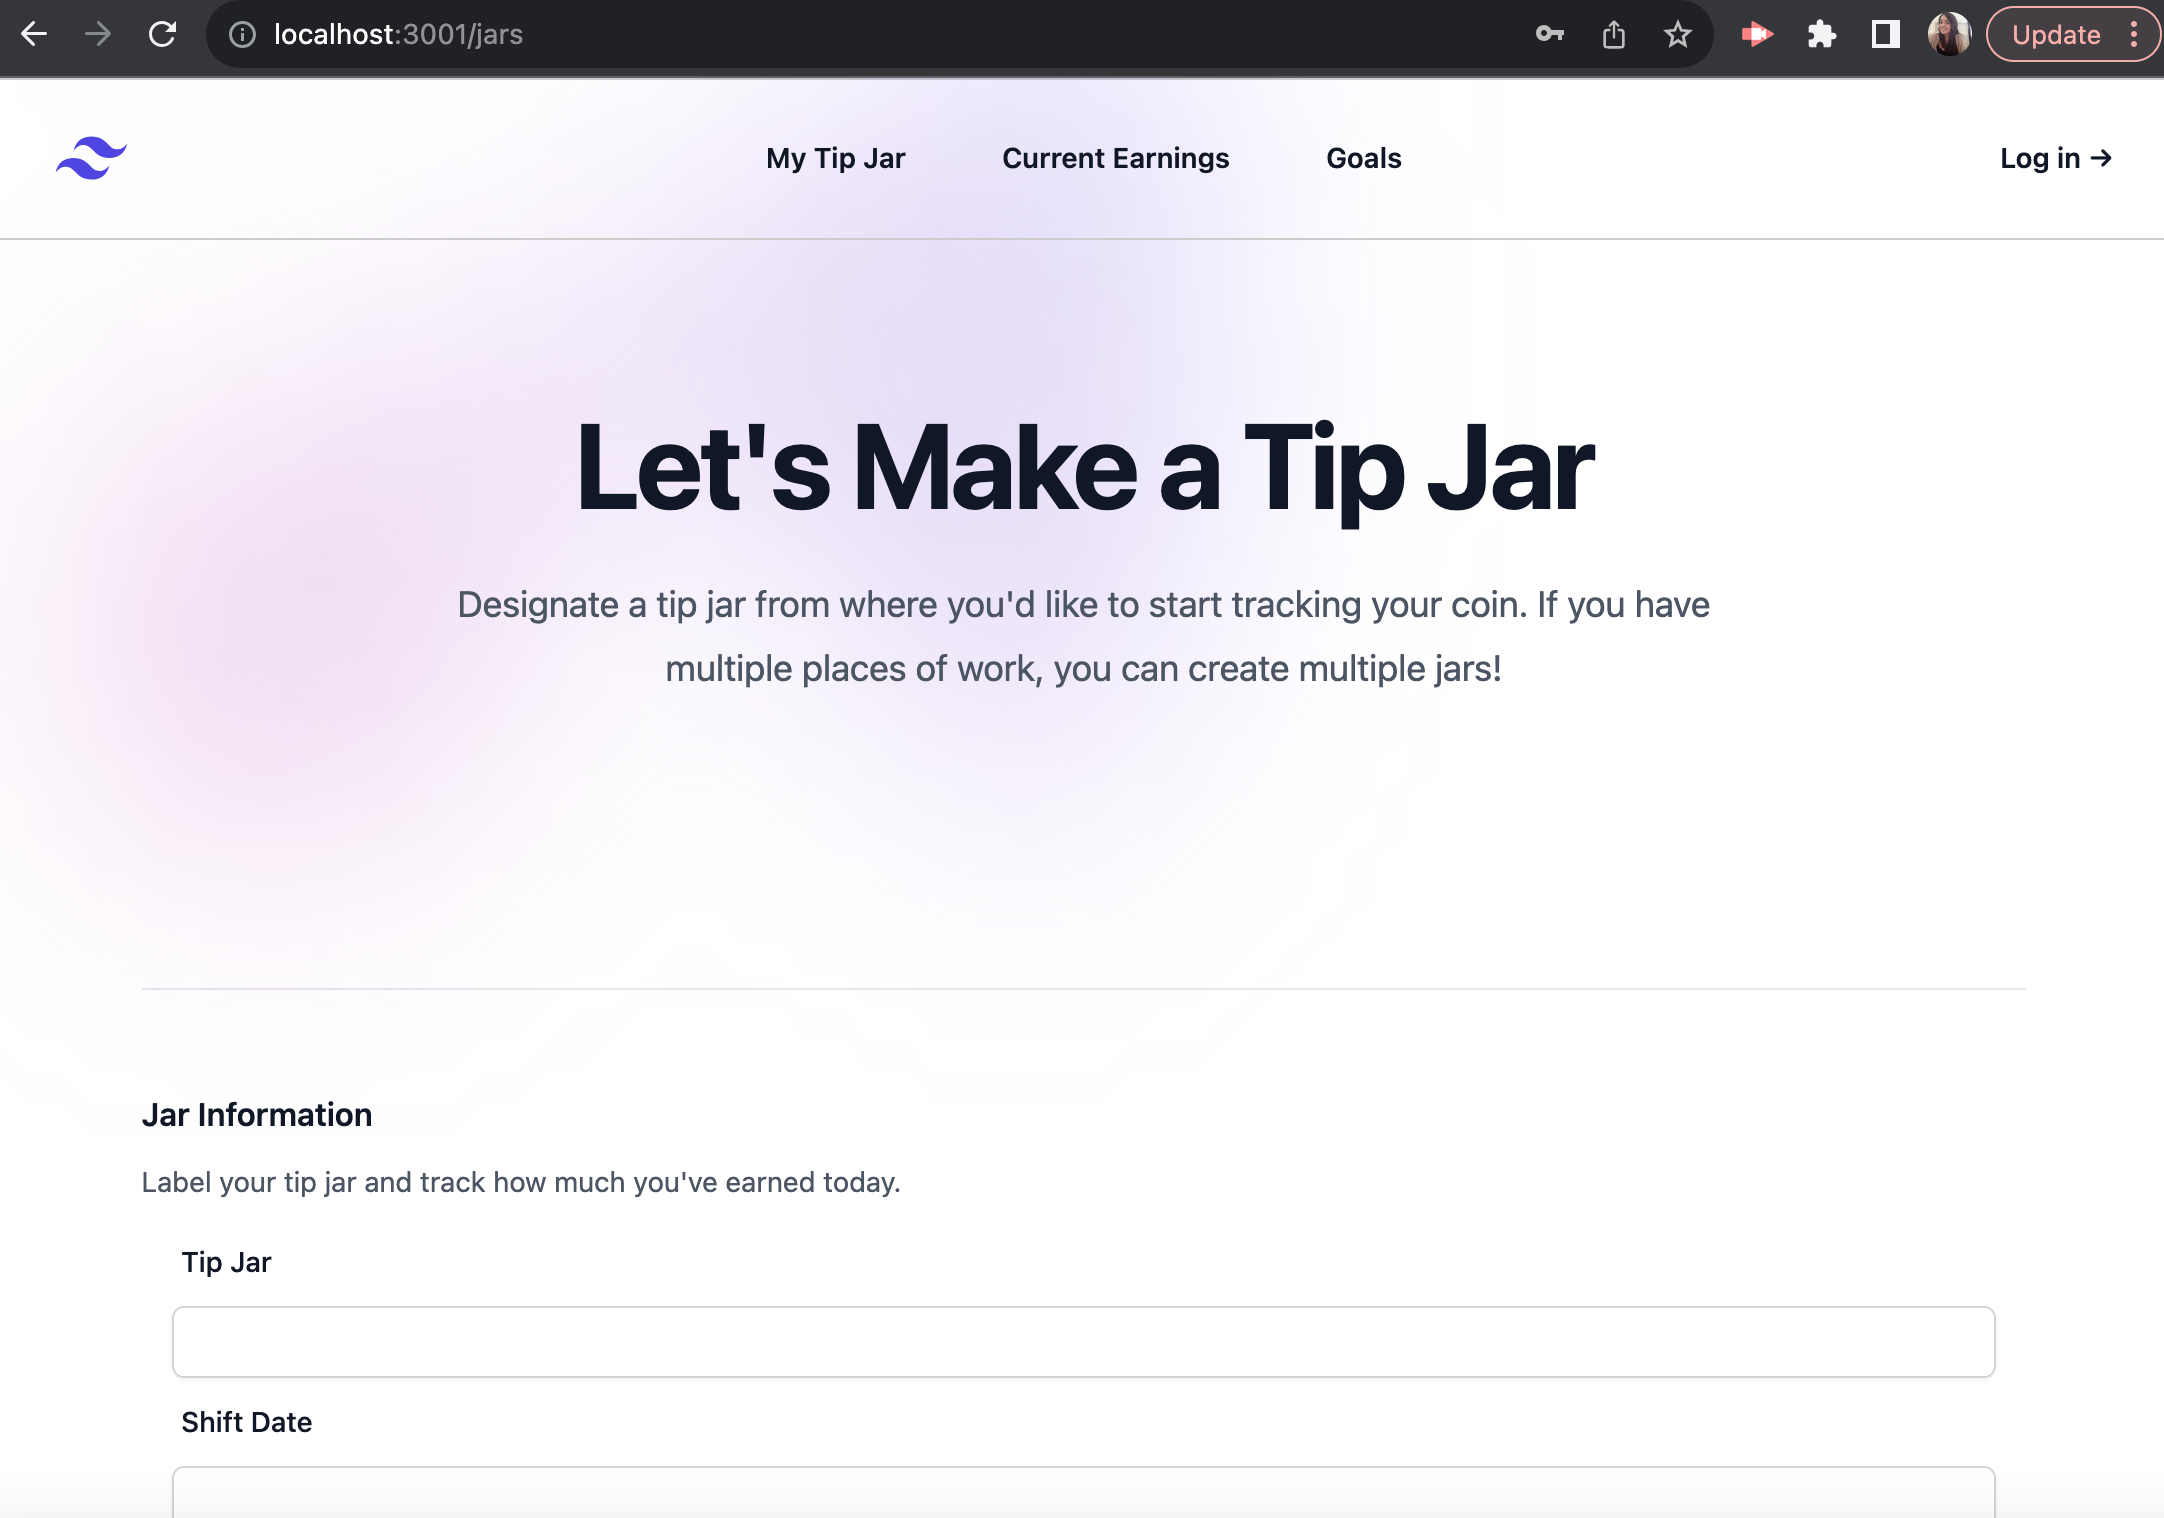 localhost:3001/jars
Update
My Tip Jar
Current Earnings
Goals
Log in →
Let's Make a Tip Jar
Designate a tip jar from where you'd like to start tracking your coin. If you have
multiple places of work, you can create multiple jars!
Jar Information
Label your tip jar and track how much you've earned today.
Tip Jar
Shift Date